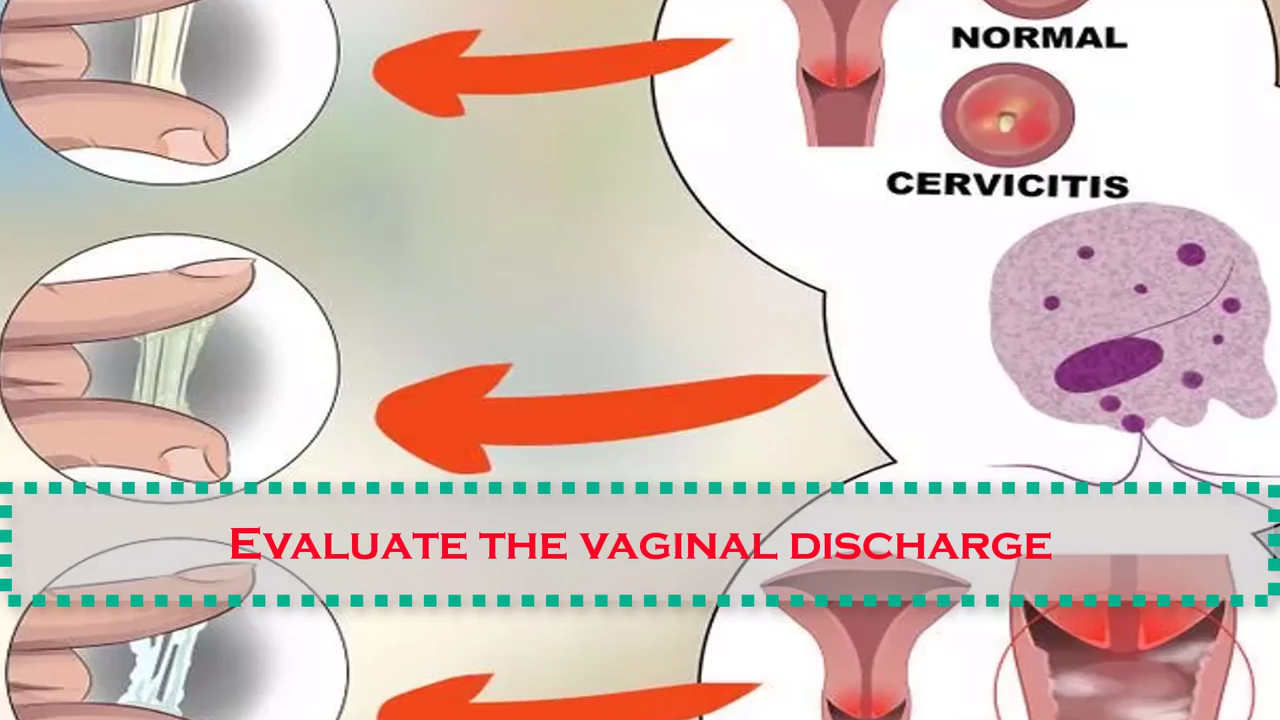 NORMAL
CERVICITIS
EVALUATE THE VAGINAL DISCHARGE